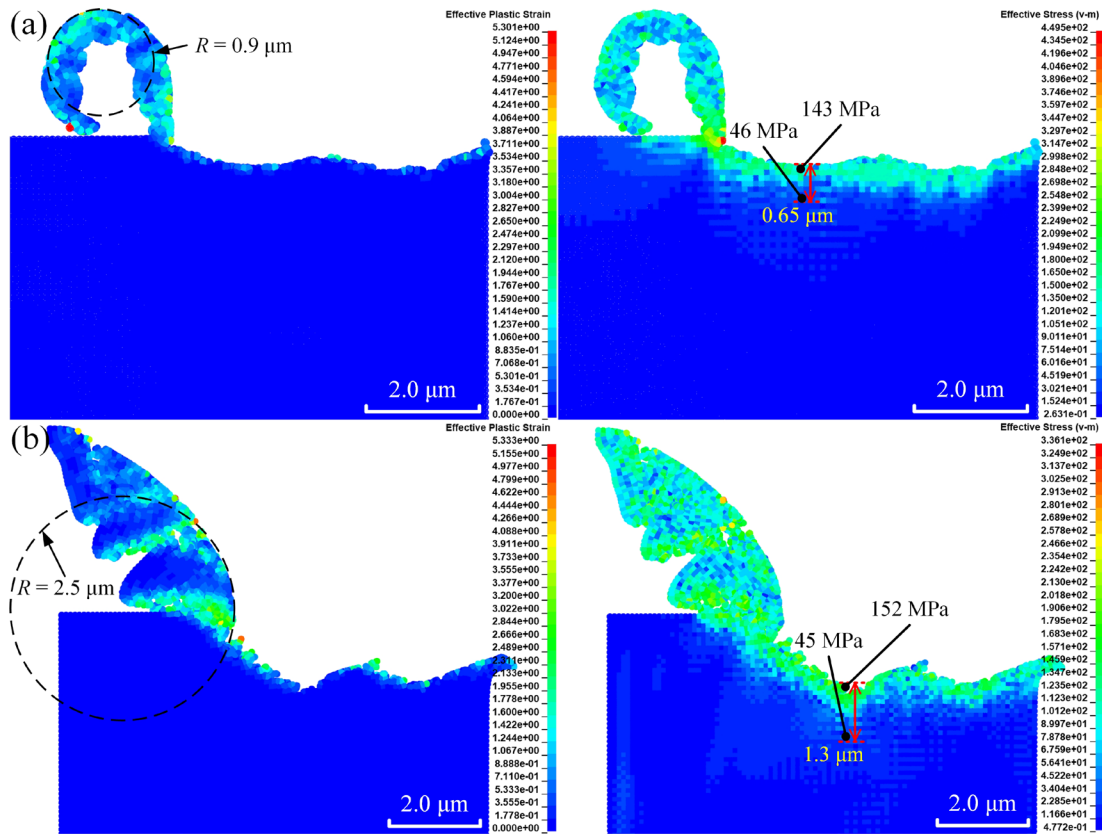 (a)
Effective Plastic Strain
5.301e+00
5.124e+00
4.947e+00
4.771e+00
4.594e+00
4.417e+00
4.241e+00
4.064e+00
3.887e+00
3.711e+00
3.534e+00
3.357e+00
3.180e+00
3.004e+00
2.827e+00
2.650e+00
2.474e+00
2.297e+00
2.120e+00
1.944e+00
1.767e+00
1.590e+00
1.414e+00
1.237e+00
1.060e+00
8.835e-01
7.068e-01
5.301e-01
3.534e-01
1.767e-01
0.000e+00
R = 0.9 μm
2.0 μm
Effective Stress (v-m)
4.495e+02
4.345e+02
4.196e+02
4.046e+02
3.896e+02
3.746e+02
3.597e+02
3.447e+02
3.297e+02
3.147e+02
2.998e+02
2.848e+02
2.698e+02
2.548e+02
2.399e+02
2.249e+02
2.099e+02
1.949e+02
1.800e+02
1.650e+02
1.500e+02
1.350e+02
1.201e+02
1.051e+02
9.011e+01
7.514e+01
6.016e+01
4.519e+01
3.021e+01
1.524e+01
2.631e-01
143 MPa
46 MPa
0.65 μm
2.0 μm
(b)
Effective Plastic Strain
5.333e+00
5.155e+00
4.977e+00
4.799e+00
4.622e+00
4.444e+00
4.266e+00
4.088e+00
3.911e+00
3.733e+00
3.555e+00
3.377e+00
3.200e+00
3.022e+00
2.844e+00
2.666e+00
2.489e+00
2.311e+00
2.133e+00
1.955e+00
1.778e+00
1.600e+00
1.422e+00
1.244e+00
1.067e+00
8.888e-01
7.110e-01
5.333e-01
3.555e-01
1.778e-01
0.000e+00
R = 2.5 μm
2.0 μm
Effective Stress (v-m)
3.361e+02
3.249e+02
3.137e+02
3.025e+02
2.913e+02
2.801e+02
2.689e+02
2.578e+02
2.466e+02
2.354e+02
2.242e+02
2.130e+02
2.018e+02
1.906e+02
1.795e+02
1.683e+02
1.571e+02
1.459e+02
1.347e+02
1.235e+02
1.123e+02
1.012e+02
8.997e+01
7.878e+01
6.759e+01
5.641e+01
4.522e+01
3.404e+01
2.285e+01
1.166e+01
4.772e-01
152 MPa
45 MPa
1.3 μm
2.0 μm